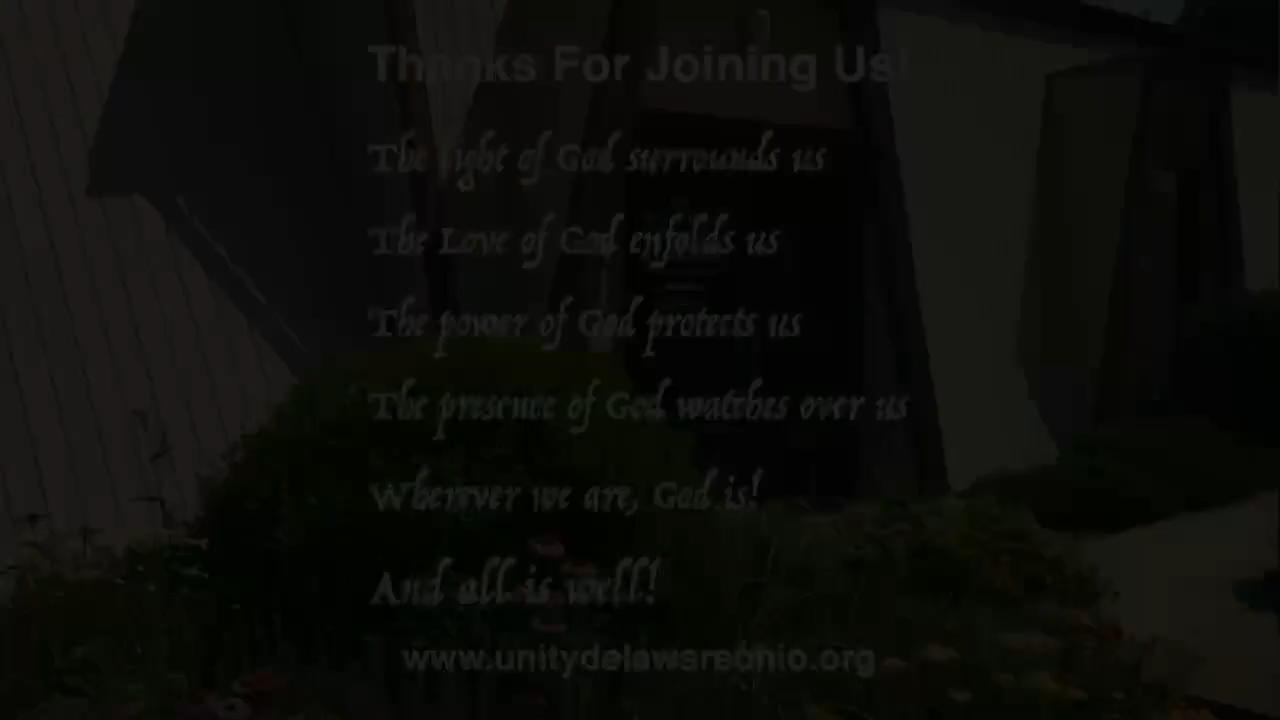 Thanks For Joining Us!
The light of God surrounds us
The Love of God enfolds us
The power of God protects us
The presence of God watches over us
Wherever we are, God is!
And all is well!
www.unitydelawareohio.org